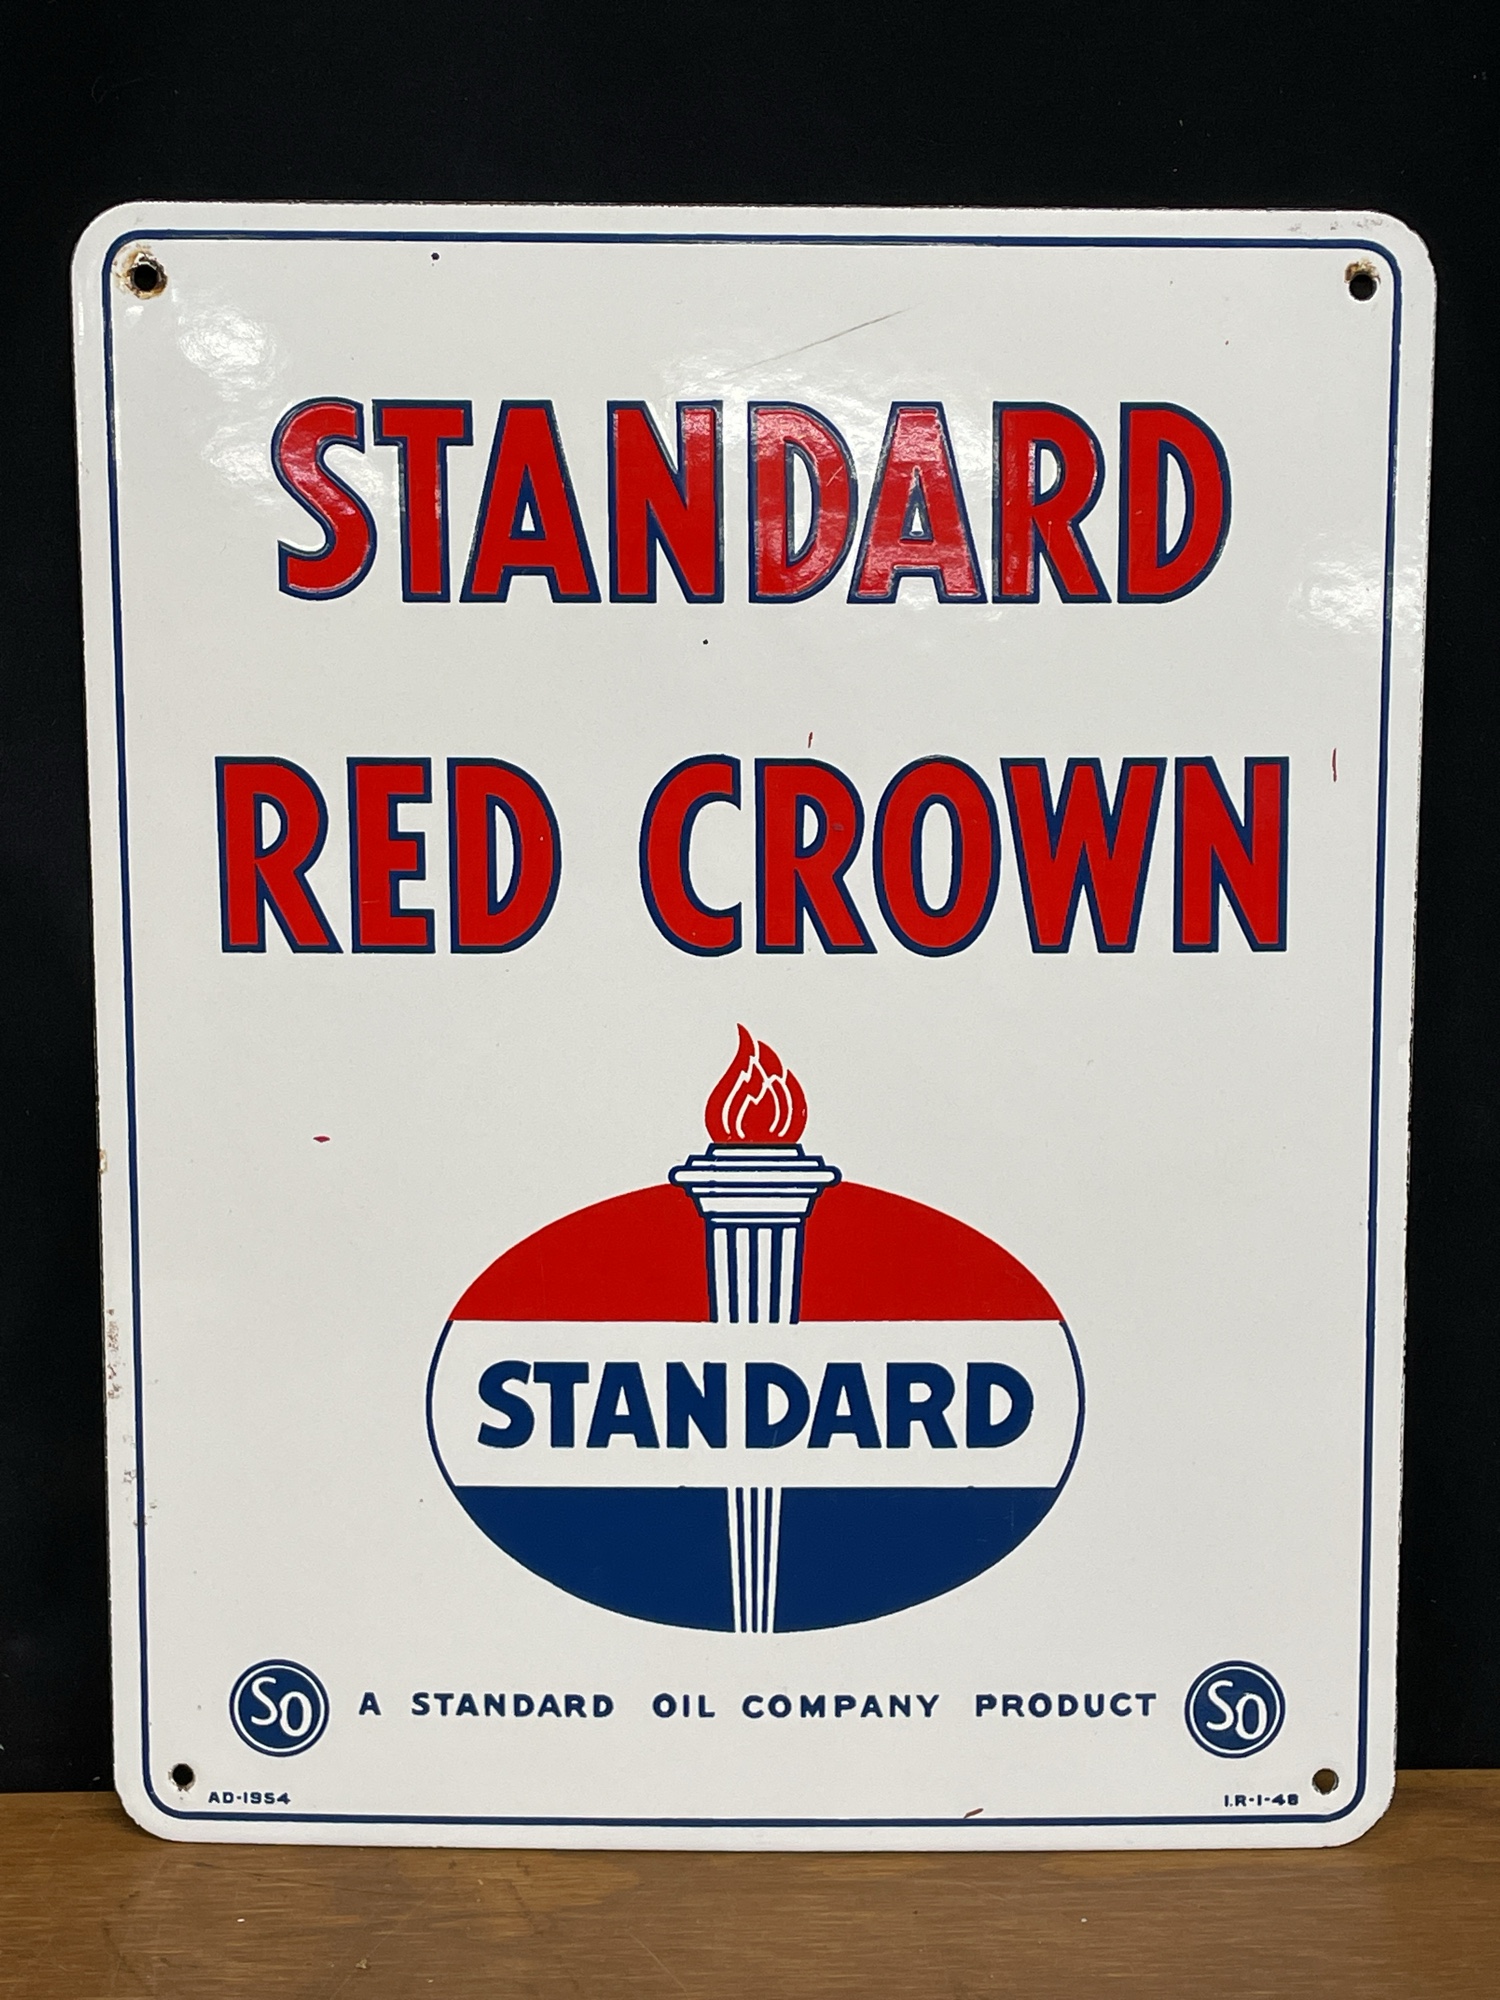 STANDARD
RED CROWN
STANDARD
SO A STANDARD OIL COMPANY PRODUCT SO
AD-1954 I.R-1-48